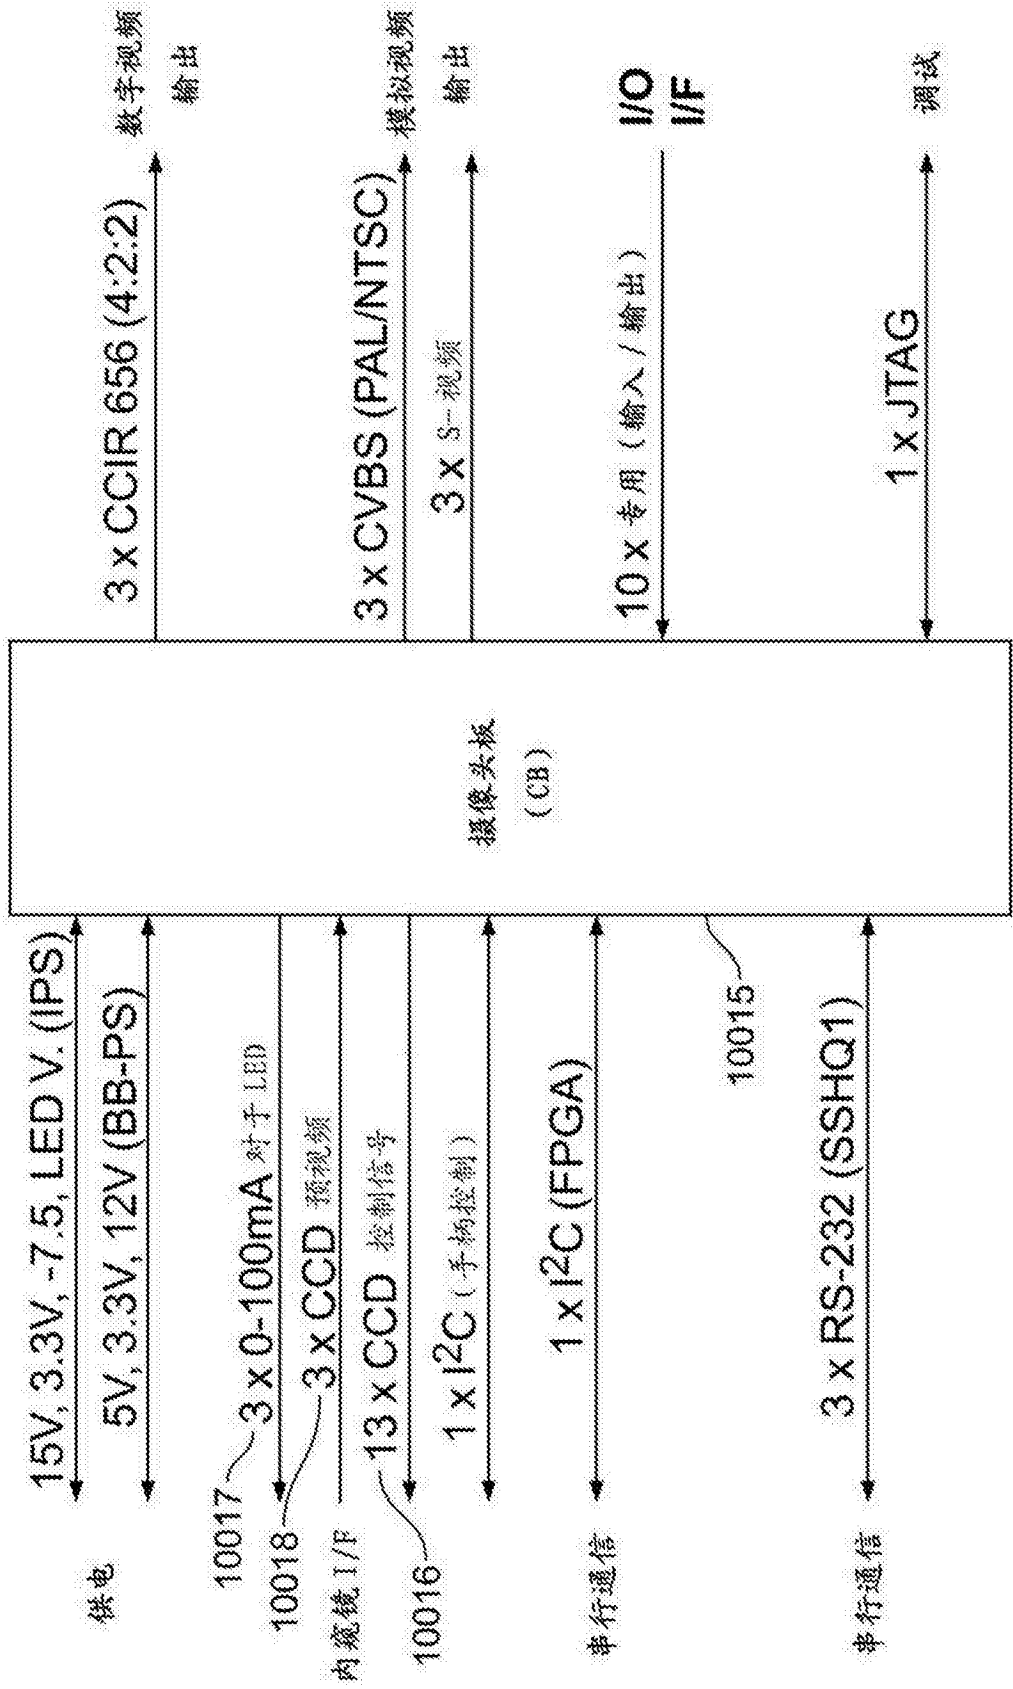 供电
15V, 3.3V, -7.5, LED V. (IPS)
5V, 3.3V, 12V (BB-PS)
10017
3 x 0-100mA 对于 LED
10018
3 x CCD 预视频
内窥镜 I/F
13 x CCD 控制信号
10016
1 x I²C (手柄控制)
串行通信
1 x I²C (FPGA)
10015
串行通信
3 x RS-232 (SSHQ1)
摄像头板
(CB)
3 x CCIR 656 (4:2:2)
数字视频
输出
3 x CVBS (PAL/NTSC)
模拟视频
输出
3 x S-视频
10 x 专用 (输入/输出)
I/O
I/F
1 x JTAG
调试